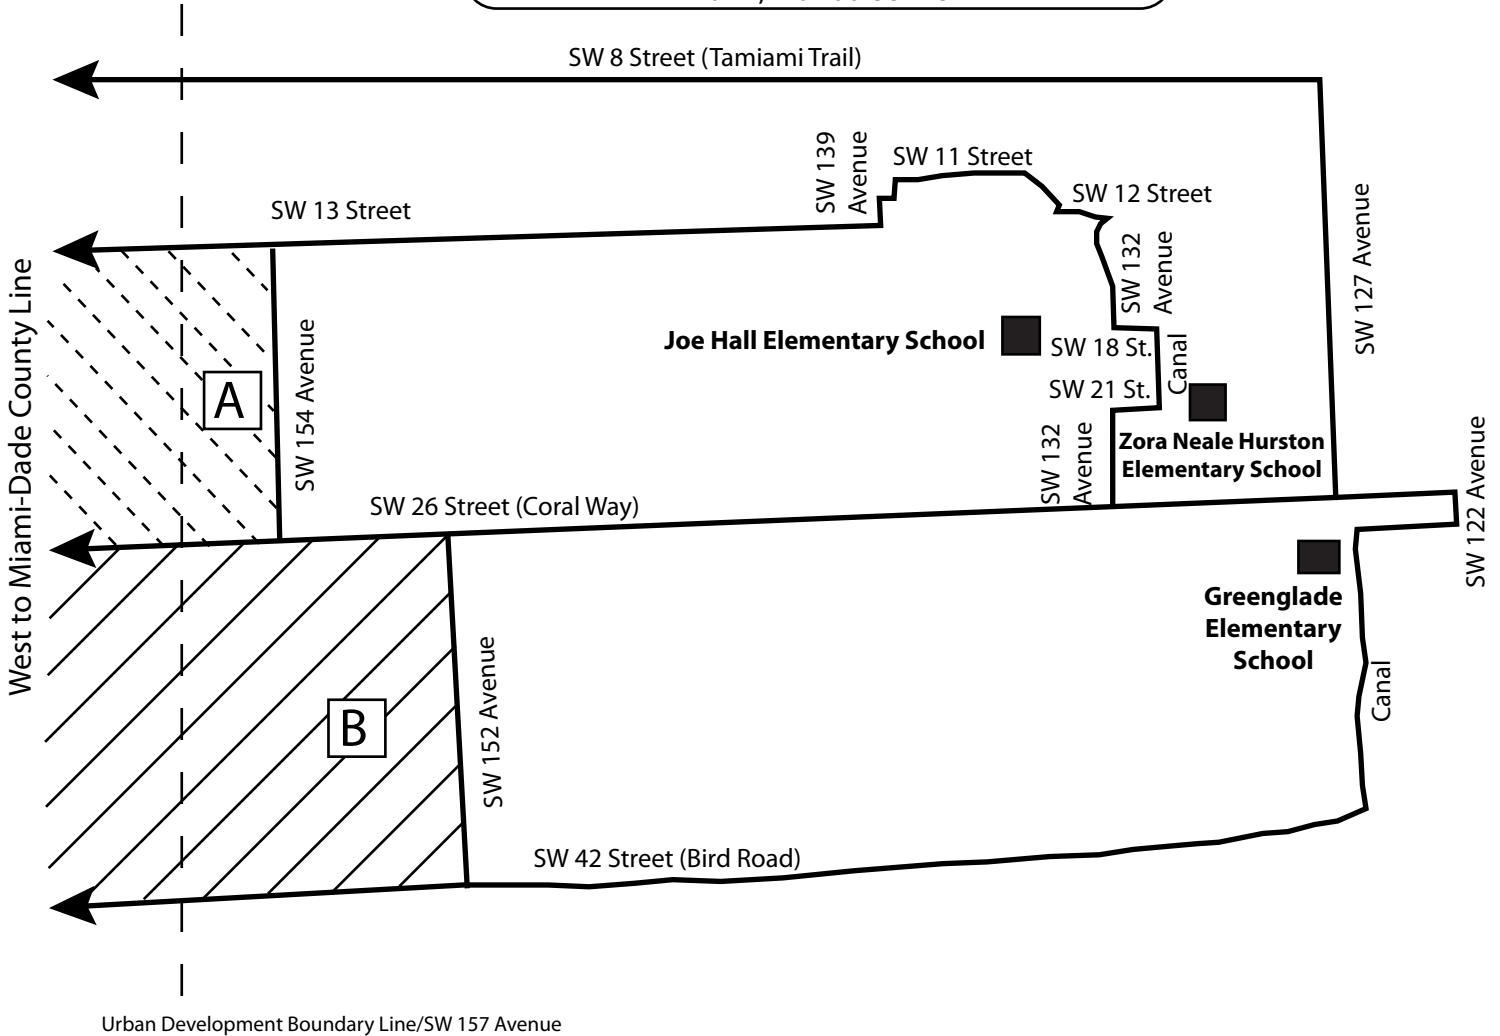 SW 8 Street (Tamiami Trail)
SW 139
Avenue
SW 11 Street
SW 12 Street
SW 13 Street
SW 132
Avenue
SW 127 Avenue
West to Miami-Dade County Line
SW 154 Avenue
Joe Hall Elementary School
SW 18 St.
Canal
A
SW 21 St.
Zora Neale Hurston
Elementary School
SW 132
Avenue
SW 122 Avenue
SW 26 Street (Coral Way)
Greenglade
Elementary
School
Canal
B
SW 152 Avenue
SW 42 Street (Bird Road)
Urban Development Boundary Line/SW 157 Avenue